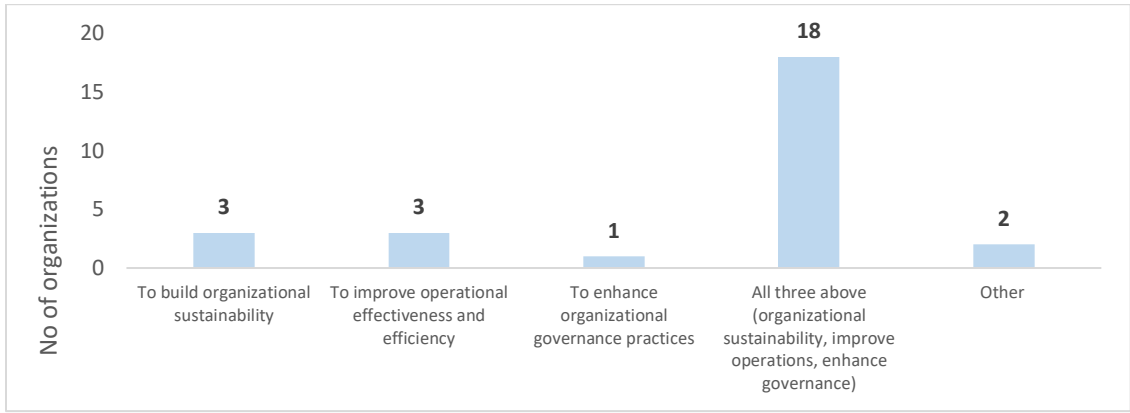 No of organizations
20
15
10
5
0
3
3
1
18
2
To build organizational
sustainability
To improve operational
effectiveness and
efficiency
To enhance
organizational
governance practices
All three above
(organizational
sustainability, improve
operations, enhance
governance)
Other